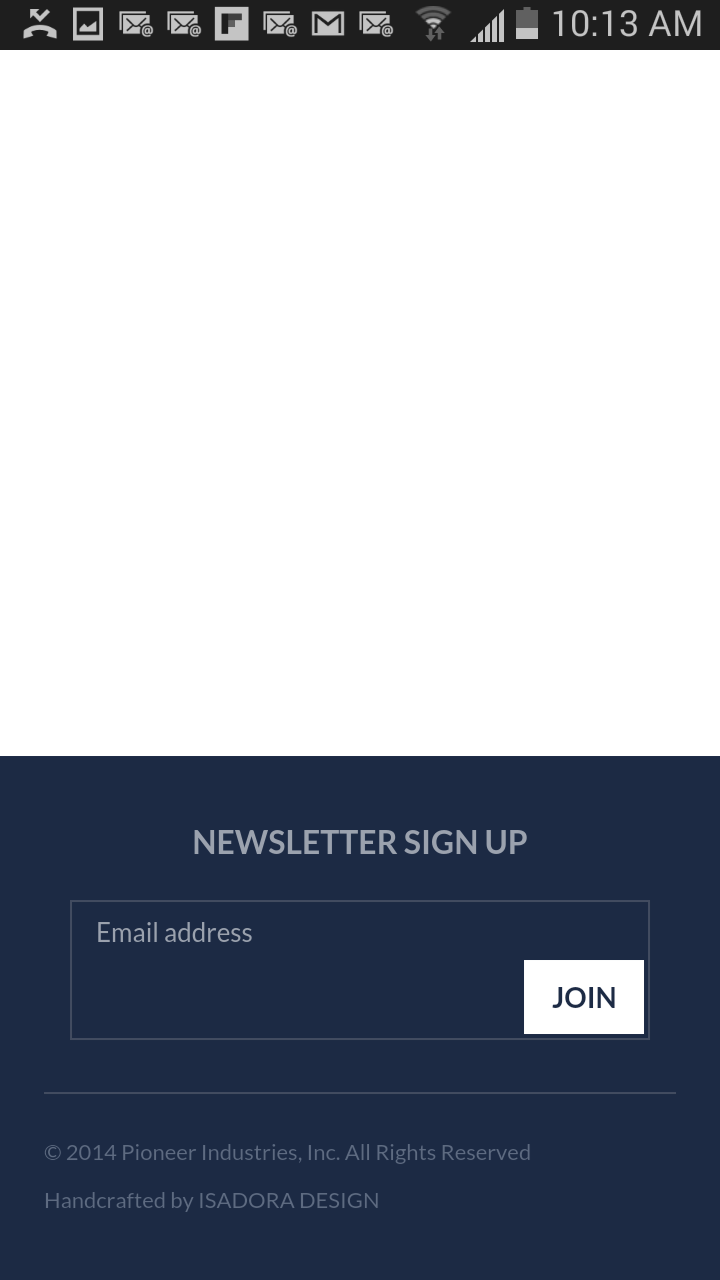 10:13 AM
NEWSLETTER SIGN UP
Email address
JOIN
© 2014 Pioneer Industries, Inc. All Rights Reserved
Handcrafted by ISADORA DESIGN